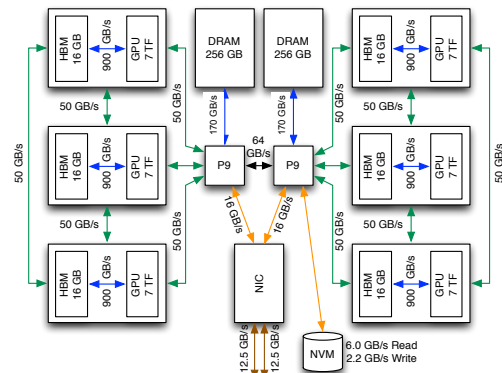 HBM
16 GB
900
GB/s
GPU
7 TF
DRAM
256 GB
DRAM
256 GB
HBM
16 GB
900
GB/s
GPU
7 TF
50 GB/s
50 GB/s
170 GB/s
170 GB/s
50 GB/s
50 GB/s
50 GB/s
HBM
16 GB
900
GB/s
GPU
7 TF
P9
64
GB/s
P9
HBM
16 GB
900
GB/s
GPU
7 TF
50 GB/s
50 GB/s
50 GB/s
16 GB/s
16 GB/s
50 GB/s
50 GB/s
50 GB/s
HBM
16 GB
900
GB/s
GPU
7 TF
NIC
HBM
16 GB
900
GB/s
GPU
7 TF
12.5 GB/s
12.5 GB/s
NVM
6.0 GB/s Read
2.2 GB/s Write